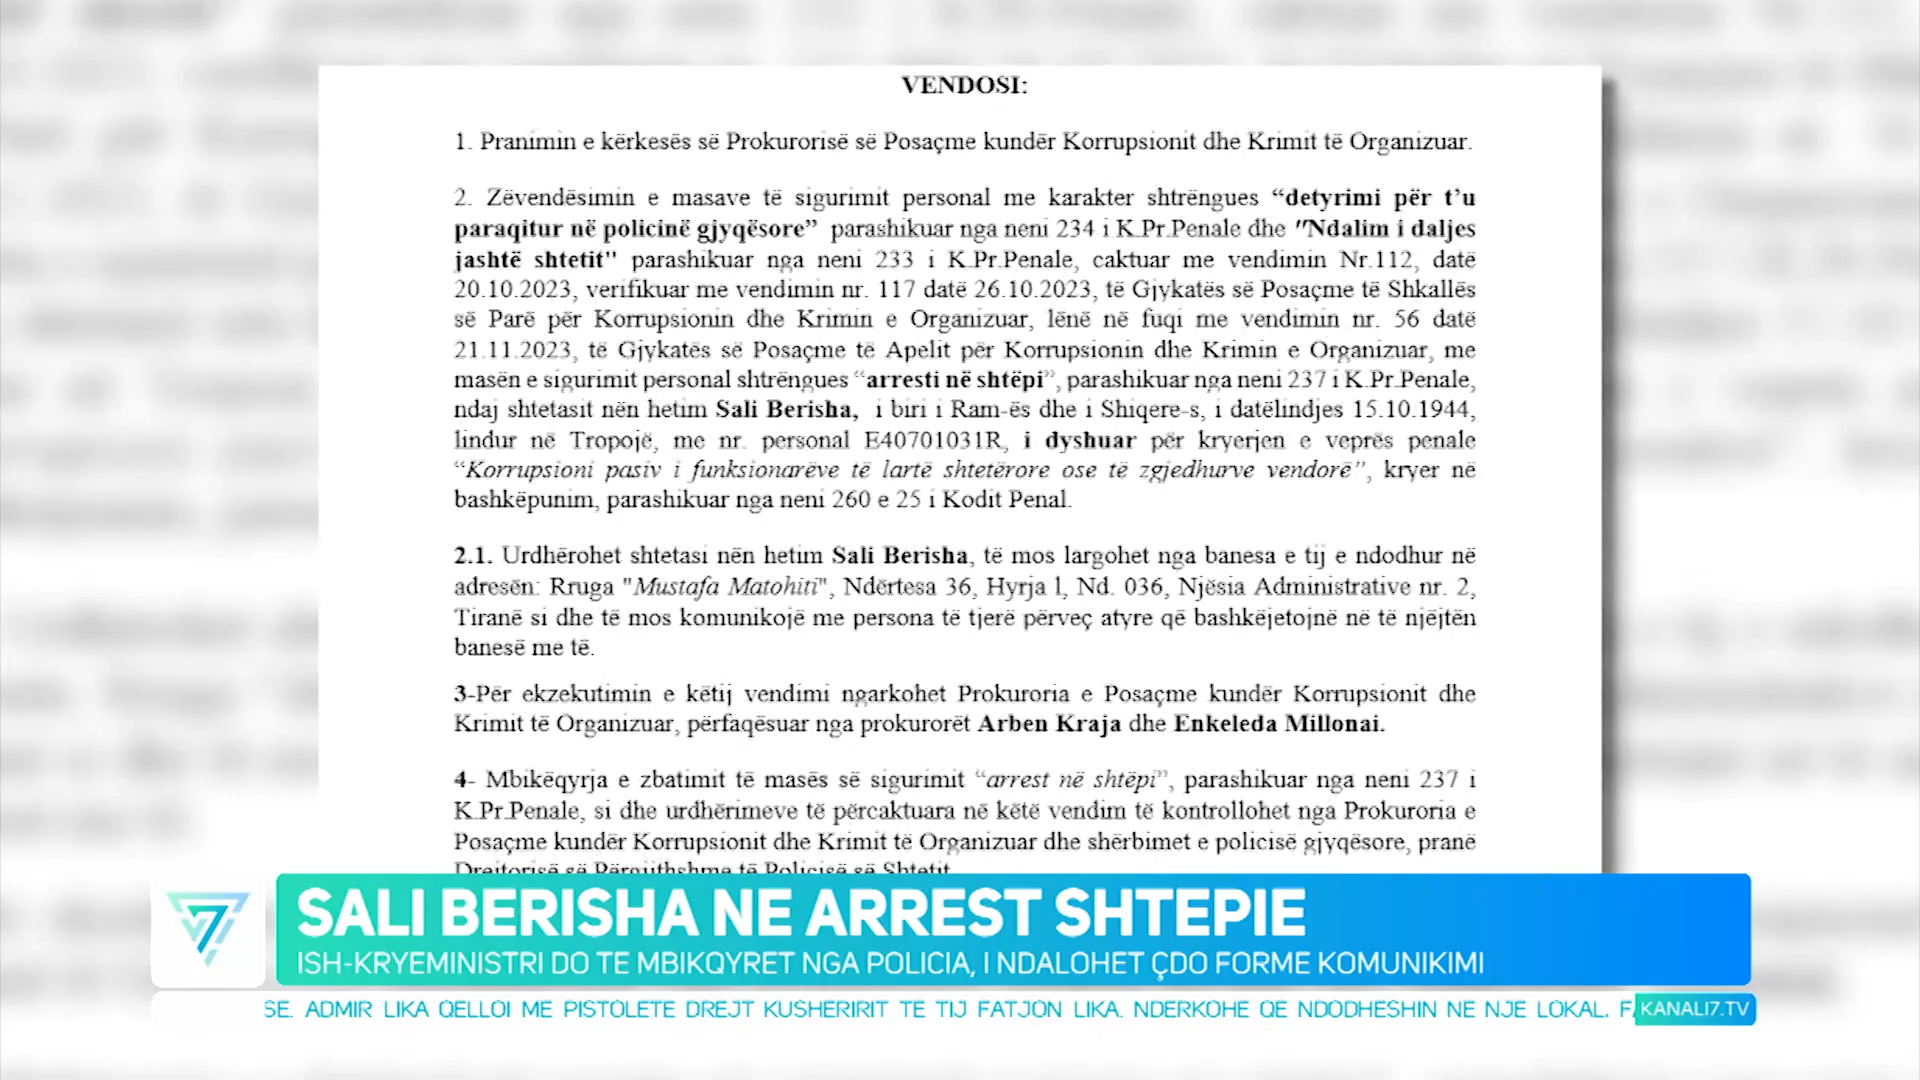 VENDOSI:
1. Pranimin e kërkesës së Prokurorisë së Posaçme kundër Korrupsionit dhe Krimit të Organizuar.
2. Zëvendësimin e masave të sigurimit personal me karakter shtrëngues “detyrimi për t’u
paraqitur në policinë gjyqësore” parashikuar nga neni 234 i K.Pr.Penale dhe "Ndalim i daljes
jashtë shtetit" parashikuar nga neni 233 i K.Pr.Penale, caktuar me vendimin Nr.112, datë
20.10.2023, verifikuar me vendimin nr. 117 datë 26.10.2023, të Gjykatës së Posaçme të Shkallës
së Parë për Korrupsionin dhe Krimin e Organizuar, lënë në fuqi me vendimin nr. 56 datë
21.11.2023, të Gjykatës së Posaçme të Apelit për Korrupsionin dhe Krimin e Organizuar, me
masën e sigurimit personal shtrëngues “arresti në shtëpi”, parashikuar nga neni 237 i K.Pr.Penale,
ndaj shtetasit nën hetim Sali Berisha, i biri i Ram-ës dhe i Shiqere-s, i datëlindjes 15.10.1944,
lindur në Tropojë, me nr. personal E40701031R, i dyshuar për kryerjen e veprës penale
“Korrupsioni pasiv i funksionarëve të lartë shtetërore ose të zgjedhurve vendorë”, kryer në
bashkëpunim, parashikuar nga neni 260 e 25 i Kodit Penal.
2.1. Urdhërohet shtetasi nën hetim Sali Berisha, të mos largohet nga banesa e tij e ndodhur në
adresën: Rruga "Mustafa Matohiti", Ndërtesa 36, Hyrja l, Nd. 036, Njësia Administrative nr. 2,
Tiranë si dhe të mos komunikojë me persona të tjerë përveç atyre që bashkëjetojnë në të njëjtën
banesë me të.
3-Për ekzekutimin e këtij vendimi ngarkohet Prokuroria e Posaçme kundër Korrupsionit dhe
Krimit të Organizuar, përfaqësuar nga prokurorët Arben Kraja dhe Enkeleda Millonai.
4- Mbikëqyrja e zbatimit të masës së sigurimit “arrest në shtëpi”, parashikuar nga neni 237 i
K.Pr.Penale, si dhe urdhërimeve të përcaktuara në këtë vendim të kontrollohet nga Prokuroria e
Posaçme kundër Korrupsionit dhe Krimit të Organizuar dhe shërbimet e policisë gjyqësore, pranë
Drejtorisë së Përgjithshme të Policisë së Shtetit.
SALI BERISHA NE ARREST SHTEPIE
ISH-KRYEMINISTRI DO TE MBIKQYRET NGA POLICIA, I NDALOHET ÇDO FORME KOMUNIKIMI
SE. ADMIR LIKA QELLOI ME PISTOLETE DREJT KUSHERIRIT TE TIJ FATJON LIKA. NDERKOHE QE NDODHESHIN NE NJE LOKAL. KANALI7.TV